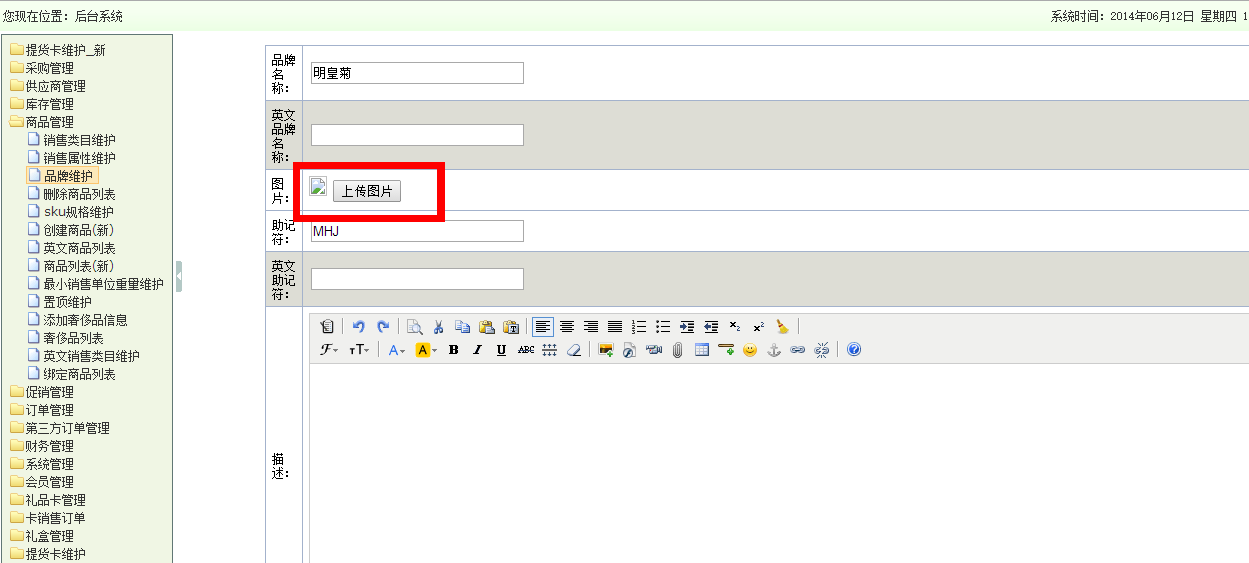 您现在位置：后台系统
系统时间：2014年06月12日 星期四 1
提货卡维护_新
采购管理
供应商管理
库存管理
商品管理
销售类目维护
销售属性维护
品牌维护
删除商品列表
sku规格维护
创建商品(新)
英文商品列表
商品列表(新)
最小销售单位重量维护
置顶维护
添加奢侈品信息
奢侈品列表
英文销售类目维护
绑定商品列表
促销管理
订单管理
第三方订单管理
财务管理
系统管理
会员管理
礼品卡管理
卡销售订单
礼盒管理
提货卡维护
品牌
名
称：
明皇菊
英文
品牌
名
称：
图
片：
上传图片
助记
符：
MHJ
英文
助记
符：
描
述：